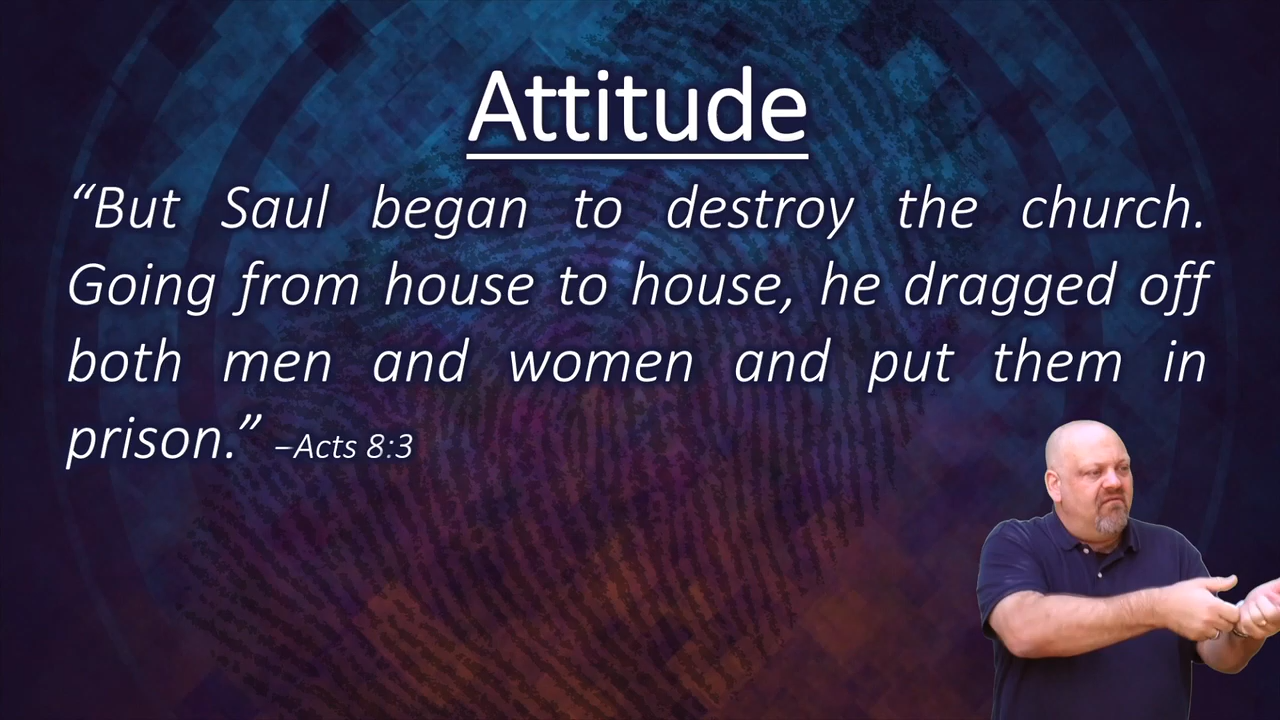 Attitude
“But Saul began to destroy the church.
Going from house to house, he dragged off
both men and women and put them in
prison.” –Acts 8:3